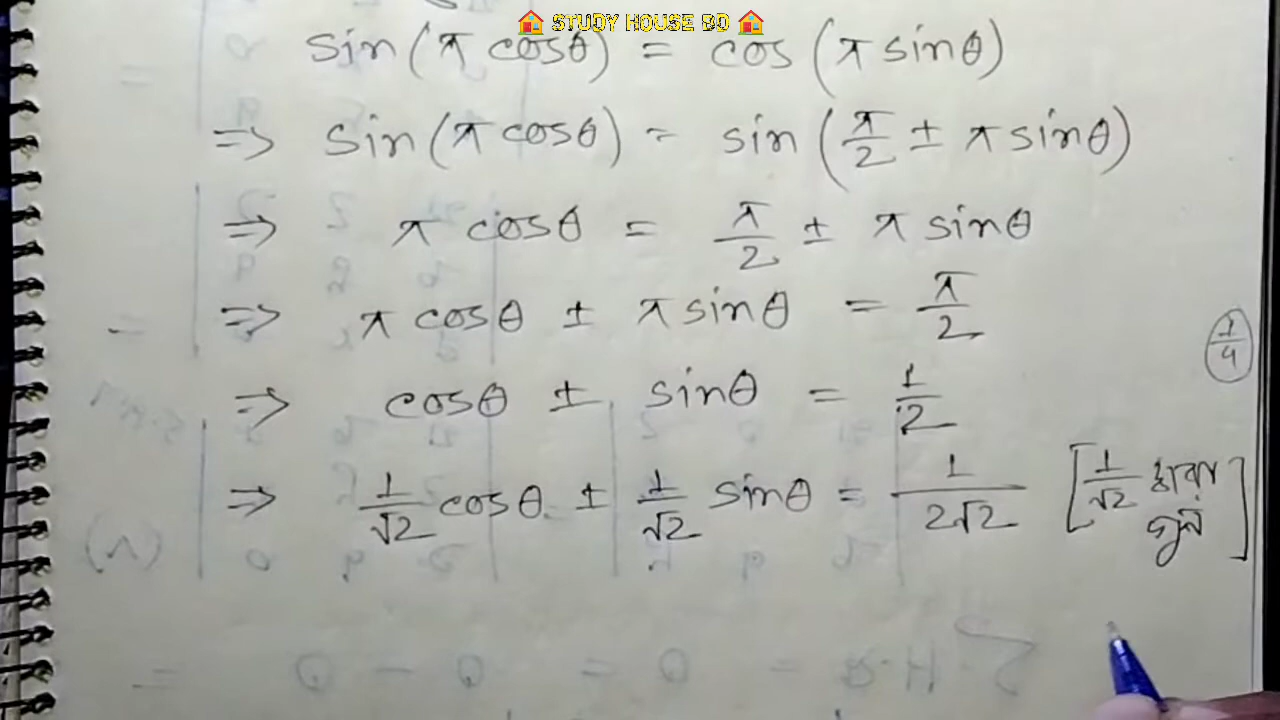 🏠 STUDY HOUSE BD 🏠
sin(π cosθ) = cos(π sinθ)
⇒ sin(π cosθ) = sin(π/2 ± π sinθ)
⇒ π cosθ = π/2 ± π sinθ
⇒ π cosθ ± π sinθ = π/2
1/4
⇒ cosθ ± sinθ = 1/2
⇒ 1/√2 cosθ ± 1/√2 sinθ = 1/2√2 [1/√2 দ্বারা গুন]